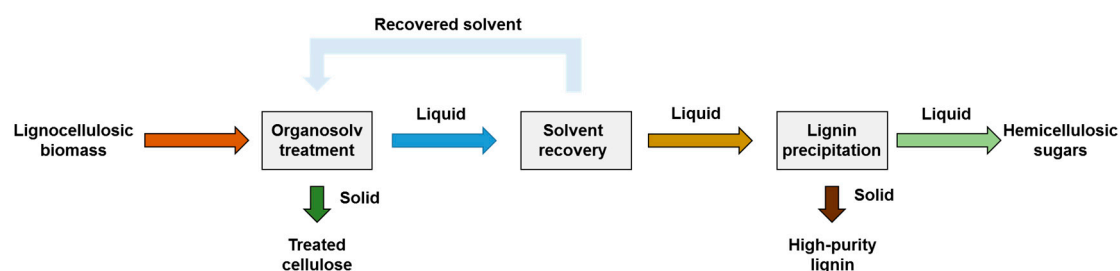 Recovered solvent
Lignocellulosic
biomass
Organosolv
treatment
Liquid
Solvent
recovery
Liquid
Lignin
precipitation
Liquid
Hemicellulosic
sugars
Solid
Treated
cellulose
Solid
High-purity
lignin